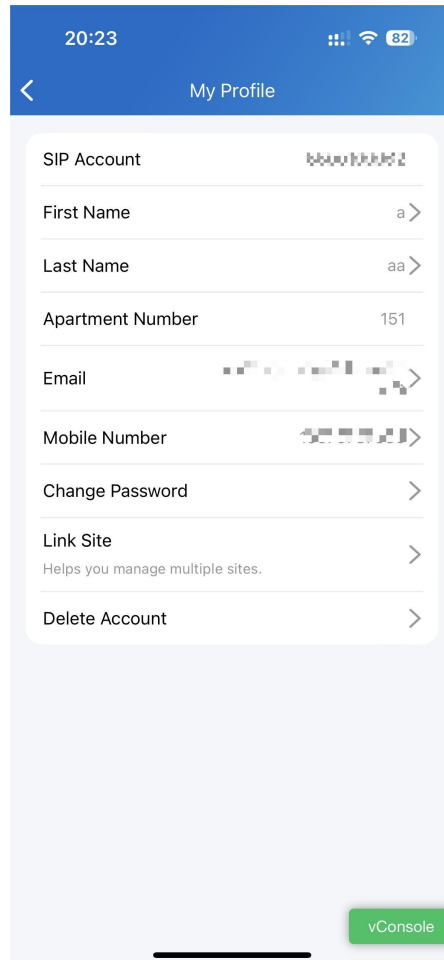 20:23
82
My Profile
SIP Account
First Name
a
Last Name
aa
Apartment Number
151
Email
Mobile Number
Change Password
Link Site
Helps you manage multiple sites.
Delete Account
vConsole